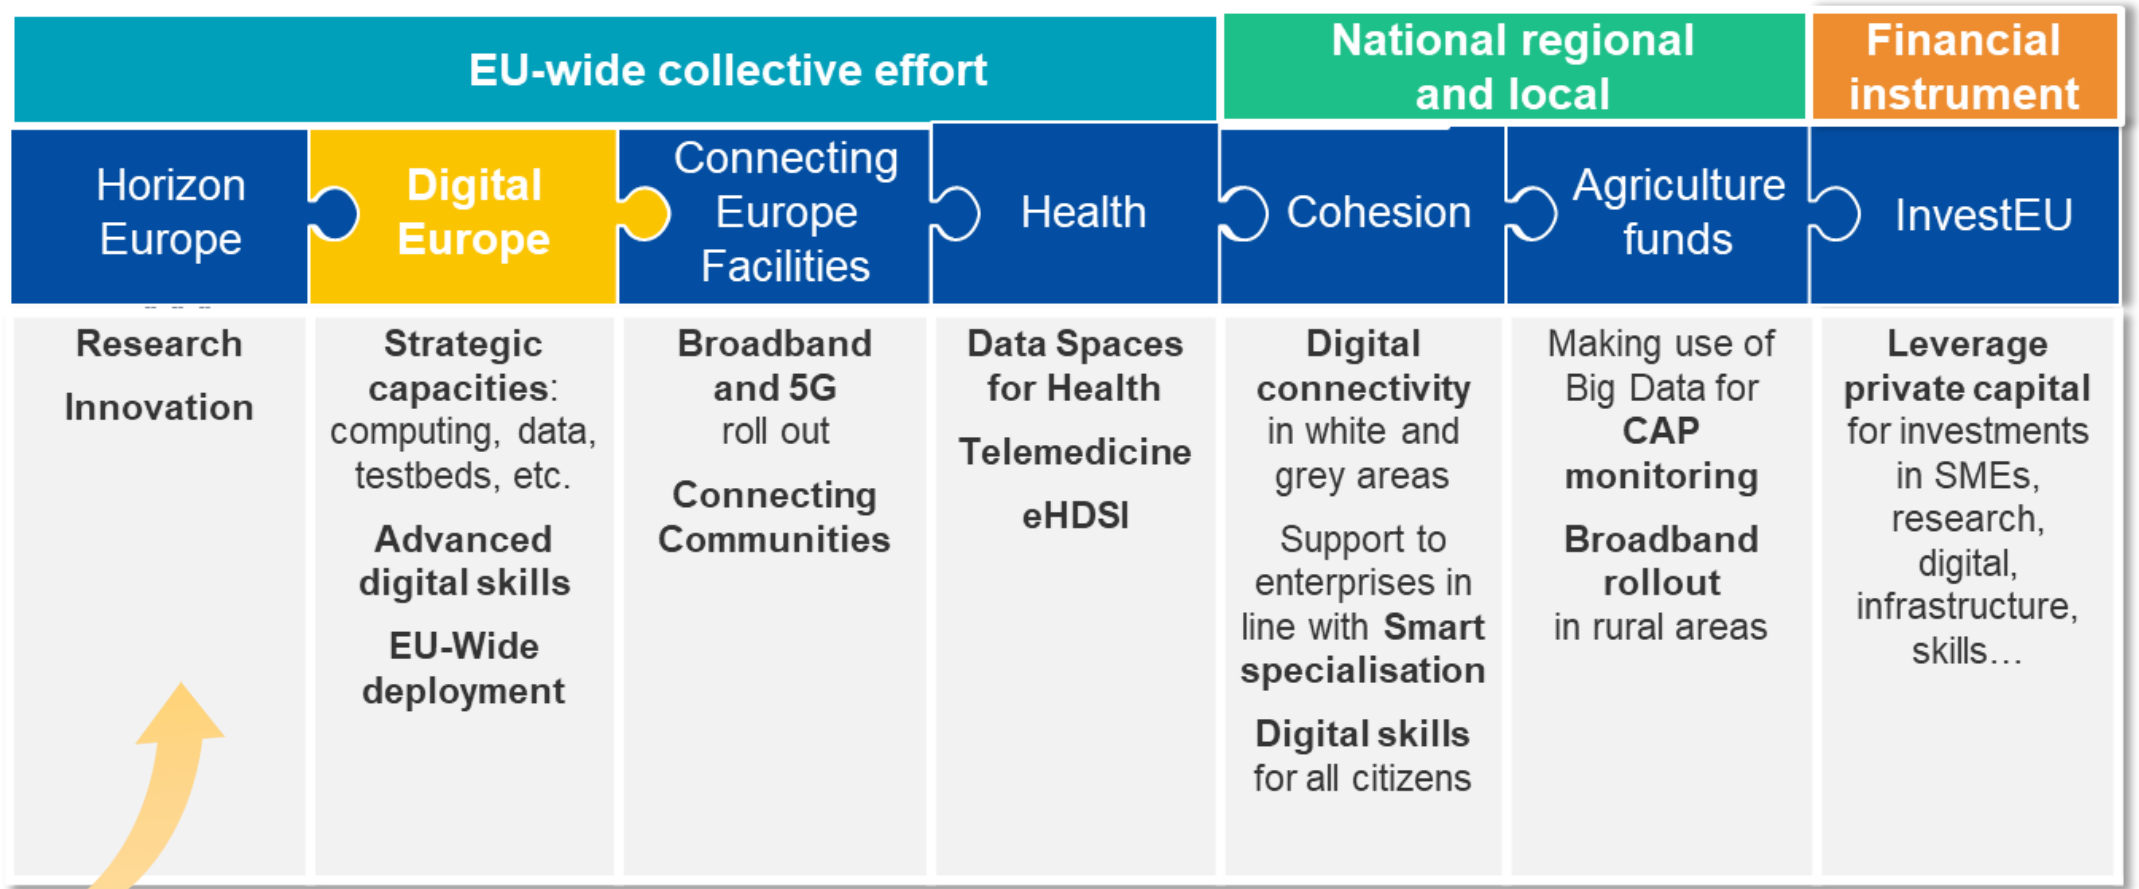 EU-wide collective effort
National regional
and local
Financial
instrument
Horizon
Europe
Digital
Europe
Connecting
Europe
Facilities
Health
Cohesion
Agriculture
funds
InvestEU
Research
Innovation
Strategic
capacities:
computing, data,
testbeds, etc.
Advanced
digital skills
EU-Wide
deployment
Broadband
and 5G
roll out
Connecting
Communities
Data Spaces
for Health
Telemedicine
eHDSI
Digital
connectivity
in white and
grey areas
Support to
enterprises in
line with Smart
specialisation
Digital skills
for all citizens
Making use of
Big Data for
CAP
monitoring
Broadband
rollout
in rural areas
Leverage
private capital
for investments
in SMEs,
research,
digital,
infrastructure,
skills...